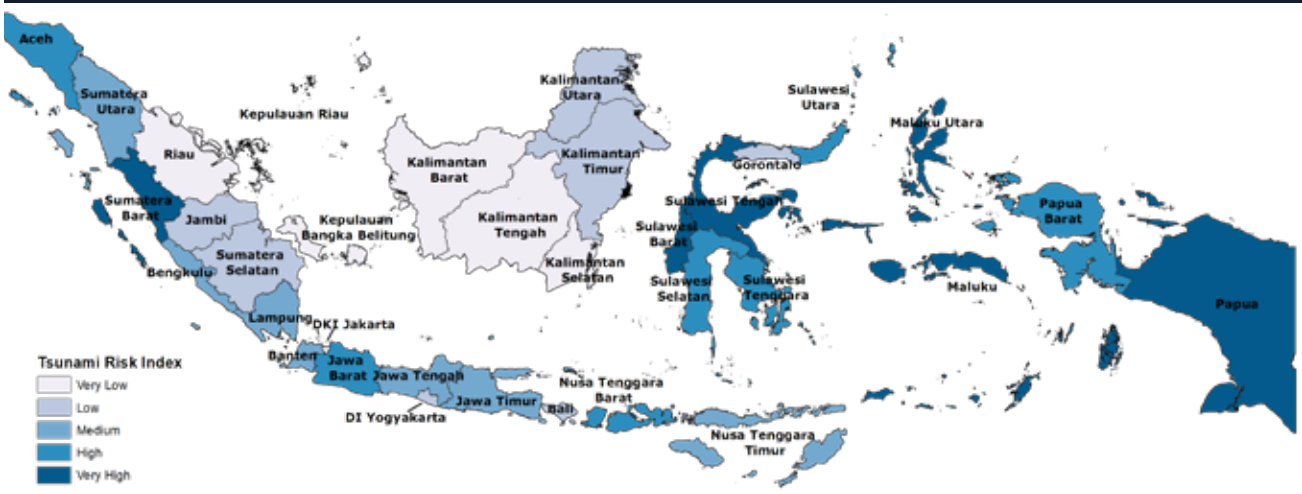 Aceh
Sumatera
Utara
Kepulauan Riau
Riau
Sumatera
Barat
Jambi
Kepulauan
Bangka Belitung
Sumatera
Selatan
Bengkulu
Lampung
DKI Jakarta
Banten
Jawa
Barat
Jawa Tengah
Jawa Timur
DI Yogyakarta
Bali
Nusa Tenggara
Barat
Nusa Tenggara
Timur
Kalimantan
Utara
Kalimantan
Barat
Kalimantan
Timur
Kalimantan
Tengah
Kalimantan
Selatan
Sulawesi
Utara
Gorontalo
Sulawesi Tengah
Sulawesi
Barat
Sulawesi
Selatan
Sulawesi
Tenggara
Maluku Utara
Maluku
Papua
Barat
Papua
Tsunami Risk Index
Very Low
Low
Medium
High
Very High